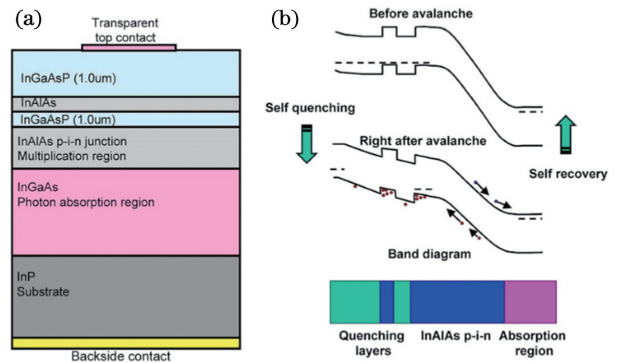 (a)
Transparent
top contact
InGaAsP (1.0um)
InAlAs
InGaAsP (1.0um)
InAlAs p-i-n junction
Multiplication region
InGaAs
Photon absorption region
InP
Substrate
Backside contact
(b)
Before avalanche
Self quenching
Right after avalanche
Self recovery
Band diagram
Quenching
layers
InAlAs p-i-n
Absorption
region